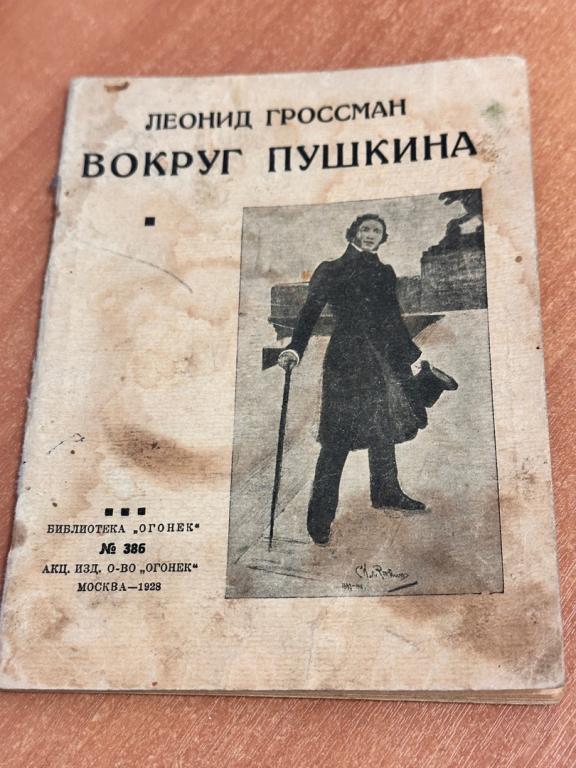 ЛЕОНИД ГРОССМАН
ВОКРУГ ПУШКИНА
БИБЛИОТЕКА „ОГОНЕК“
№ 386
АКЦ. ИЗД. О-ВО „ОГОНЕК“
МОСКВА—1928